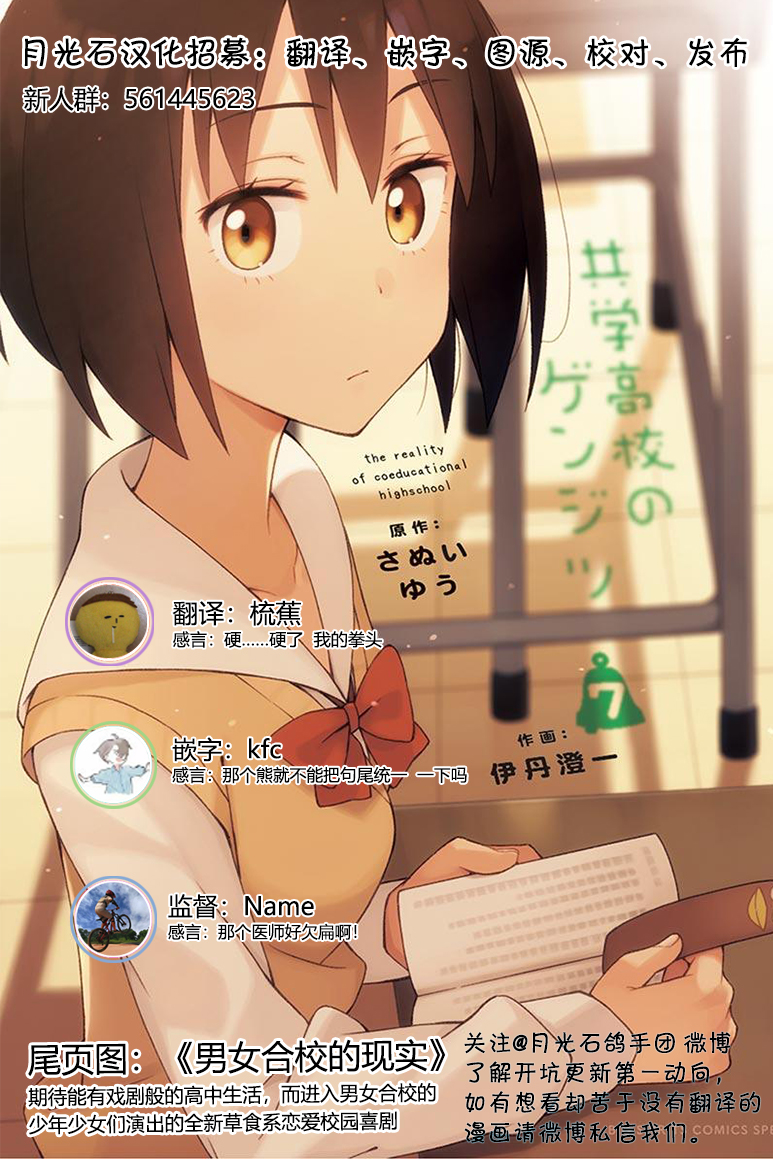 月光石汉化招募：翻译、嵌字、图源、校对、发布
新人群：561445623
共学高校の
ゲンジツ
the reality
of coeducational
highschool
原作：
さぬい
ゆう
7
作画：
伊丹澄一
翻译：梳蕉
感言：硬……硬了 我的拳头
嵌字：kfc
感言：那个熊就不能把句尾统一 一下吗
监督：Name
感言：那个医师好欠扁啊！
尾页图：《男女合校的现实》
期待能有戏剧般的高中生活，而进入男女合校的
少年少女们演出的全新草食系恋爱校园喜剧
关注@月光石鸽手团 微博
了解开坑更新第一动向，
如有想看却苦于没有翻译的
漫画请微博私信我们。
COMICS SPE